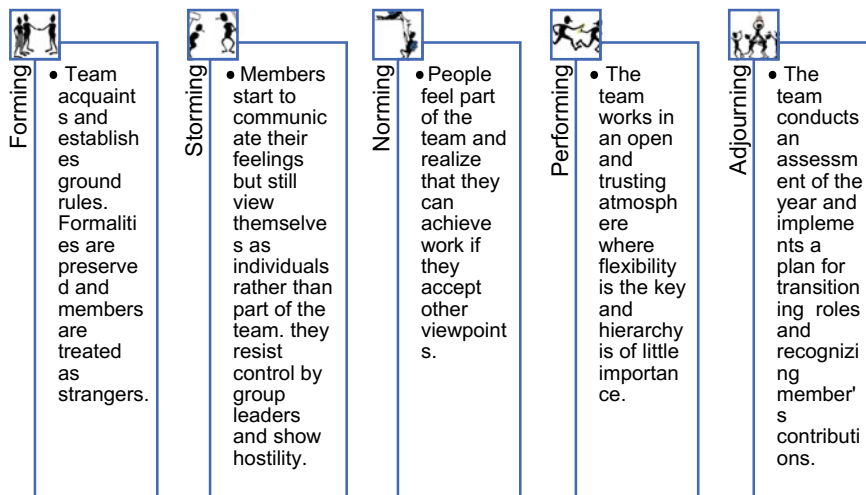 Forming
• Team
acquaint
s and
establish
es
ground
rules.
Formaliti
es are
preserve
d and
members
are
treated
as
strangers.
Storming
• Members
start to
communic
ate their
feelings
but still
view
themselve
s as
individuals
rather than
part of the
team. they
resist
control by
group
leaders
and show
hostility.
Norming
• People
feel part
of the
team and
realize
that they
can
achieve
work if
they
accept
other
viewpoint
s.
Performing
• The
team
works in
an open
and
trusting
atmosph
ere
where
flexibility
is the key
and
hierarchy
is of little
importan
ce.
Adjourning
• The
team
conducts
an
assessm
ent of the
year and
impleme
nts a
plan for
transition
ing roles
and
recognizi
ng
member'
s
contributi
ons.